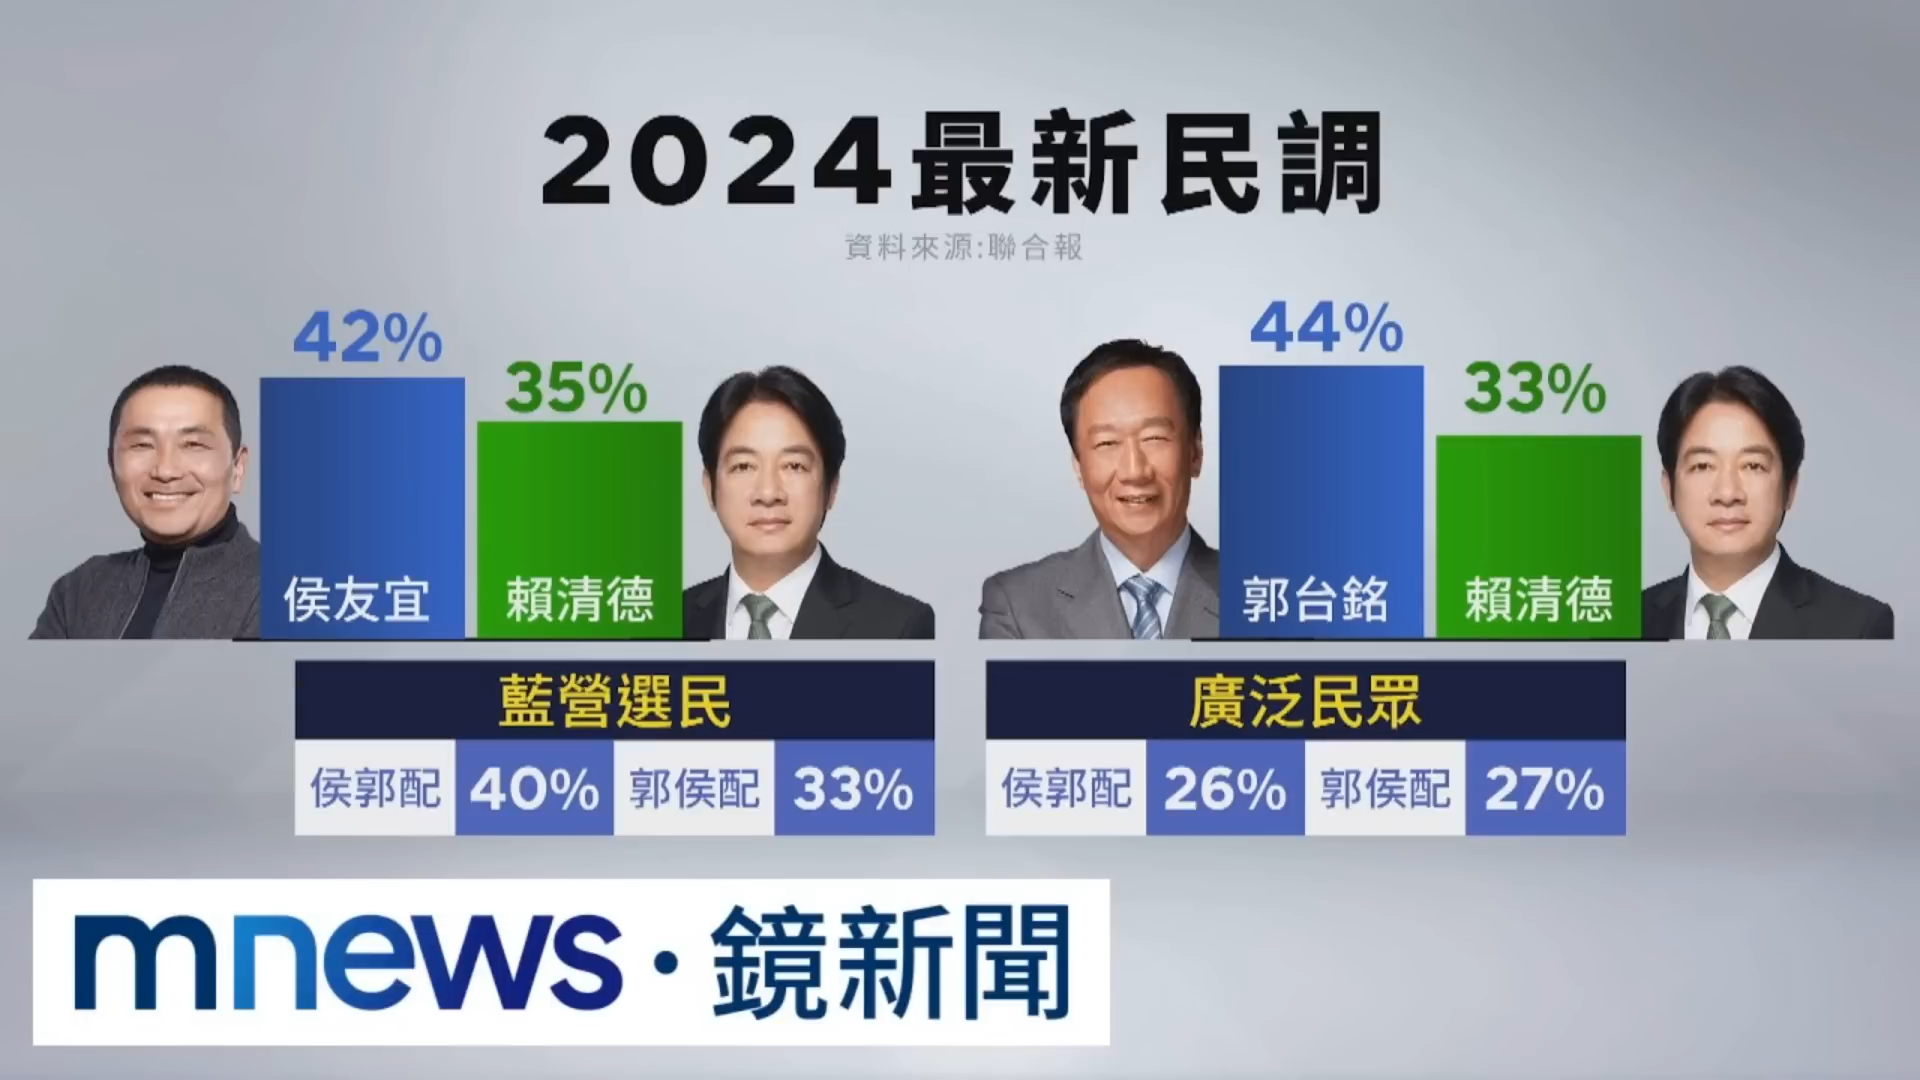 2024最新民調
資料來源:聯合報
42%
35%
侯友宜
賴清德
44%
33%
郭台銘
賴清德
藍營選民
侯郭配 40% 郭侯配 33%
廣泛民眾
侯郭配 26% 郭侯配 27%
mnews·鏡新聞